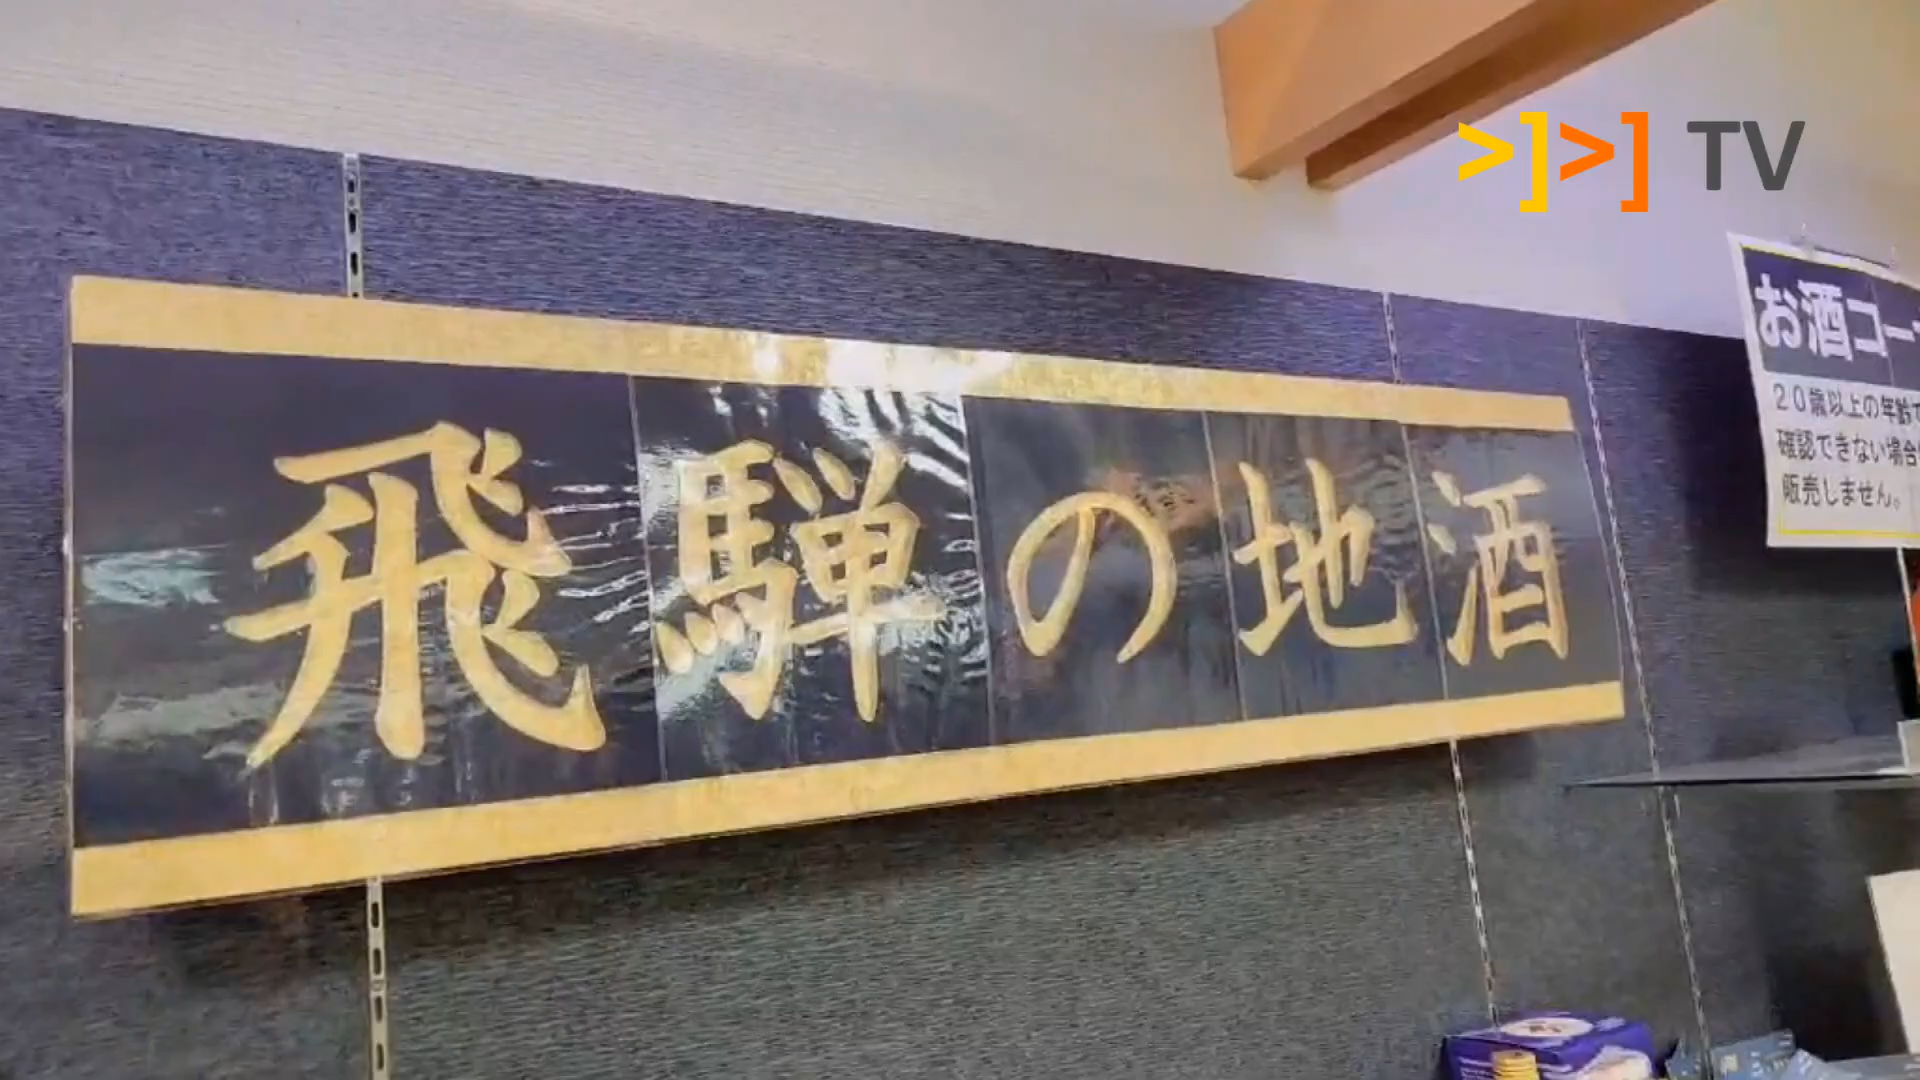 >]>] TV
飛騨の地酒
お酒コー
20歳以上の年齢で
確認できない場合
販売しません。